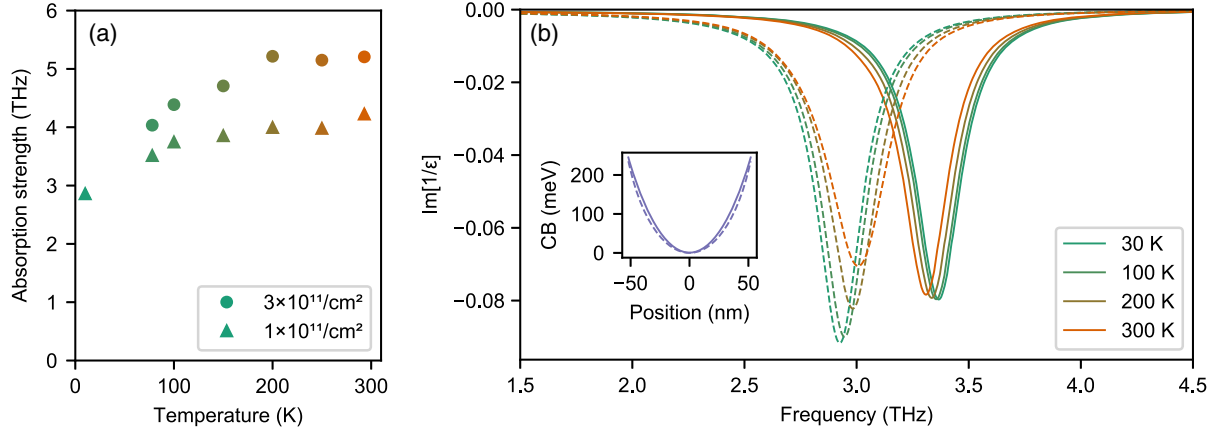 (a)
Absorption strength (THz)
6
5
4
3
2
1
0
3×10¹¹/cm²
1×10¹¹/cm²
0 100 200 300
Temperature (K)
(b)
Im[1/ε]
0.00
−0.02
−0.04
−0.06
−0.08
CB (meV)
200
100
0
−50 0 50
Position (nm)
30 K
100 K
200 K
300 K
1.5 2.0 2.5 3.0 3.5 4.0 4.5
Frequency (THz)